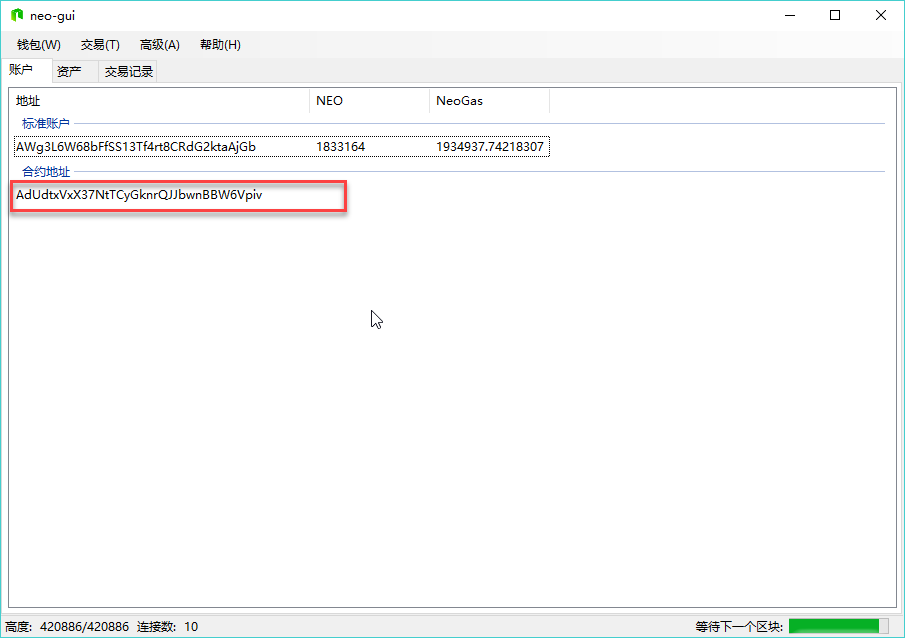 neo-gui
钱包(W) 交易(T) 高级(A) 帮助(H)
账户 资产 交易记录
地址 NEO NeoGas
标准账户
AWg3L6W68bFfSS13Tf4rt8CRdG2ktaAjGb 1833164 1934937.74218307
合约地址
AdUdtxVxX37NtTCyGknrQJJbwnBBW6Vpiv
高度: 420886/420886 连接数: 10 等待下一个区块: